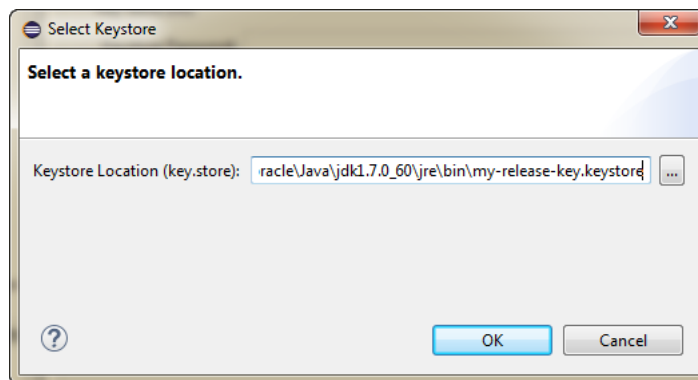 Select Keystore
Select a keystore location.
Keystore Location (key.store): racle\Java\jdk1.7.0_60\jre\bin\my-release-key.keystore ...
? OK Cancel